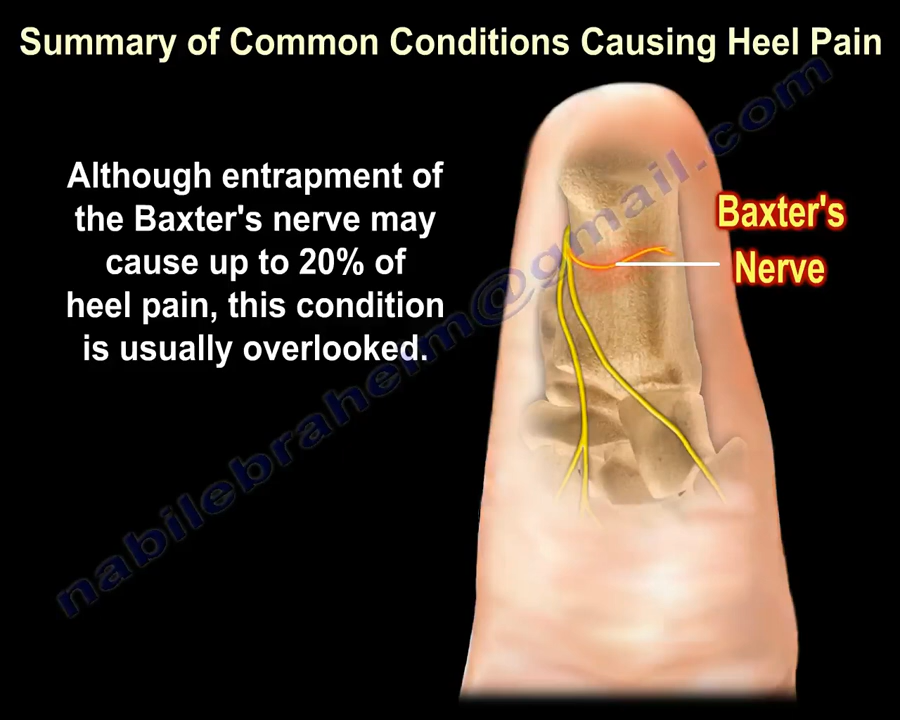 Summary of Common Conditions Causing Heel Pain
Although entrapment of
the Baxter's nerve may
cause up to 20% of
heel pain, this condition
is usually overlooked.
Baxter's
Nerve
nabilebraheim@gmail.com